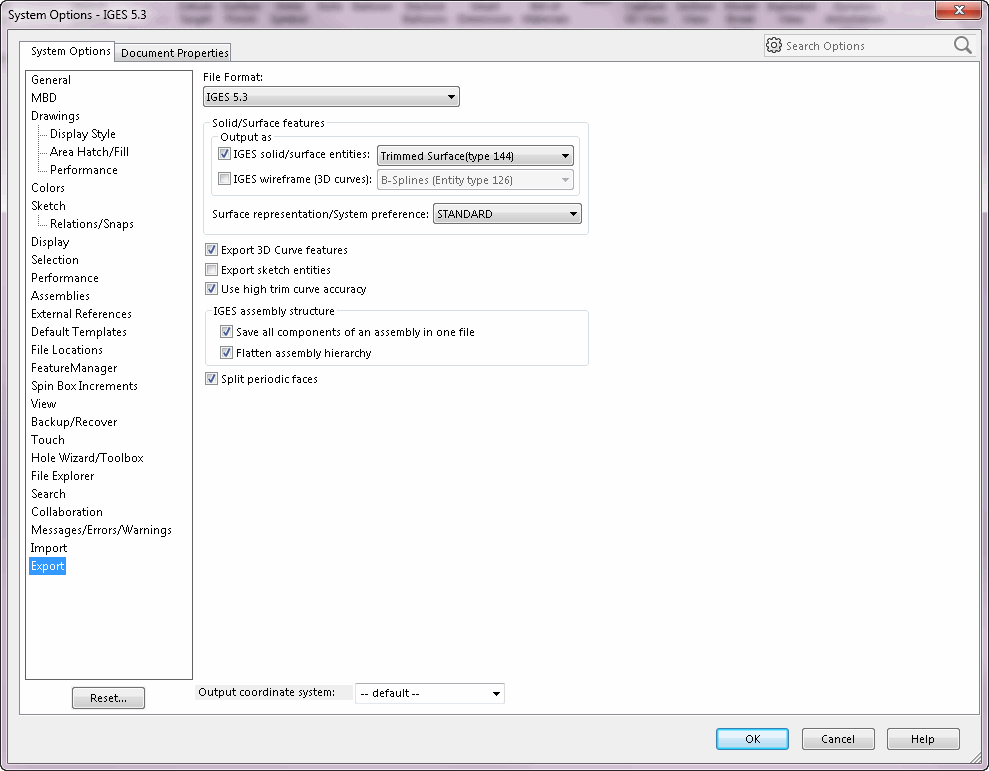 System Options - IGES 5.3
System Options
Document Properties
Search Options
General
MBD
Drawings
Display Style
Area Hatch/Fill
Performance
Colors
Sketch
Relations/Snaps
Display
Selection
Performance
Assemblies
External References
Default Templates
File Locations
FeatureManager
Spin Box Increments
View
Backup/Recover
Touch
Hole Wizard/Toolbox
File Explorer
Search
Collaboration
Messages/Errors/Warnings
Import
Export
Reset...
File Format:
IGES 5.3
Solid/Surface features
Output as
IGES solid/surface entities: Trimmed Surface(type 144)
IGES wireframe (3D curves): B-Splines (Entity type 126)
Surface representation/System preference: STANDARD
Export 3D Curve features
Export sketch entities
Use high trim curve accuracy
IGES assembly structure
Save all components of an assembly in one file
Flatten assembly hierarchy
Split periodic faces
Output coordinate system: -- default --
OK
Cancel
Help